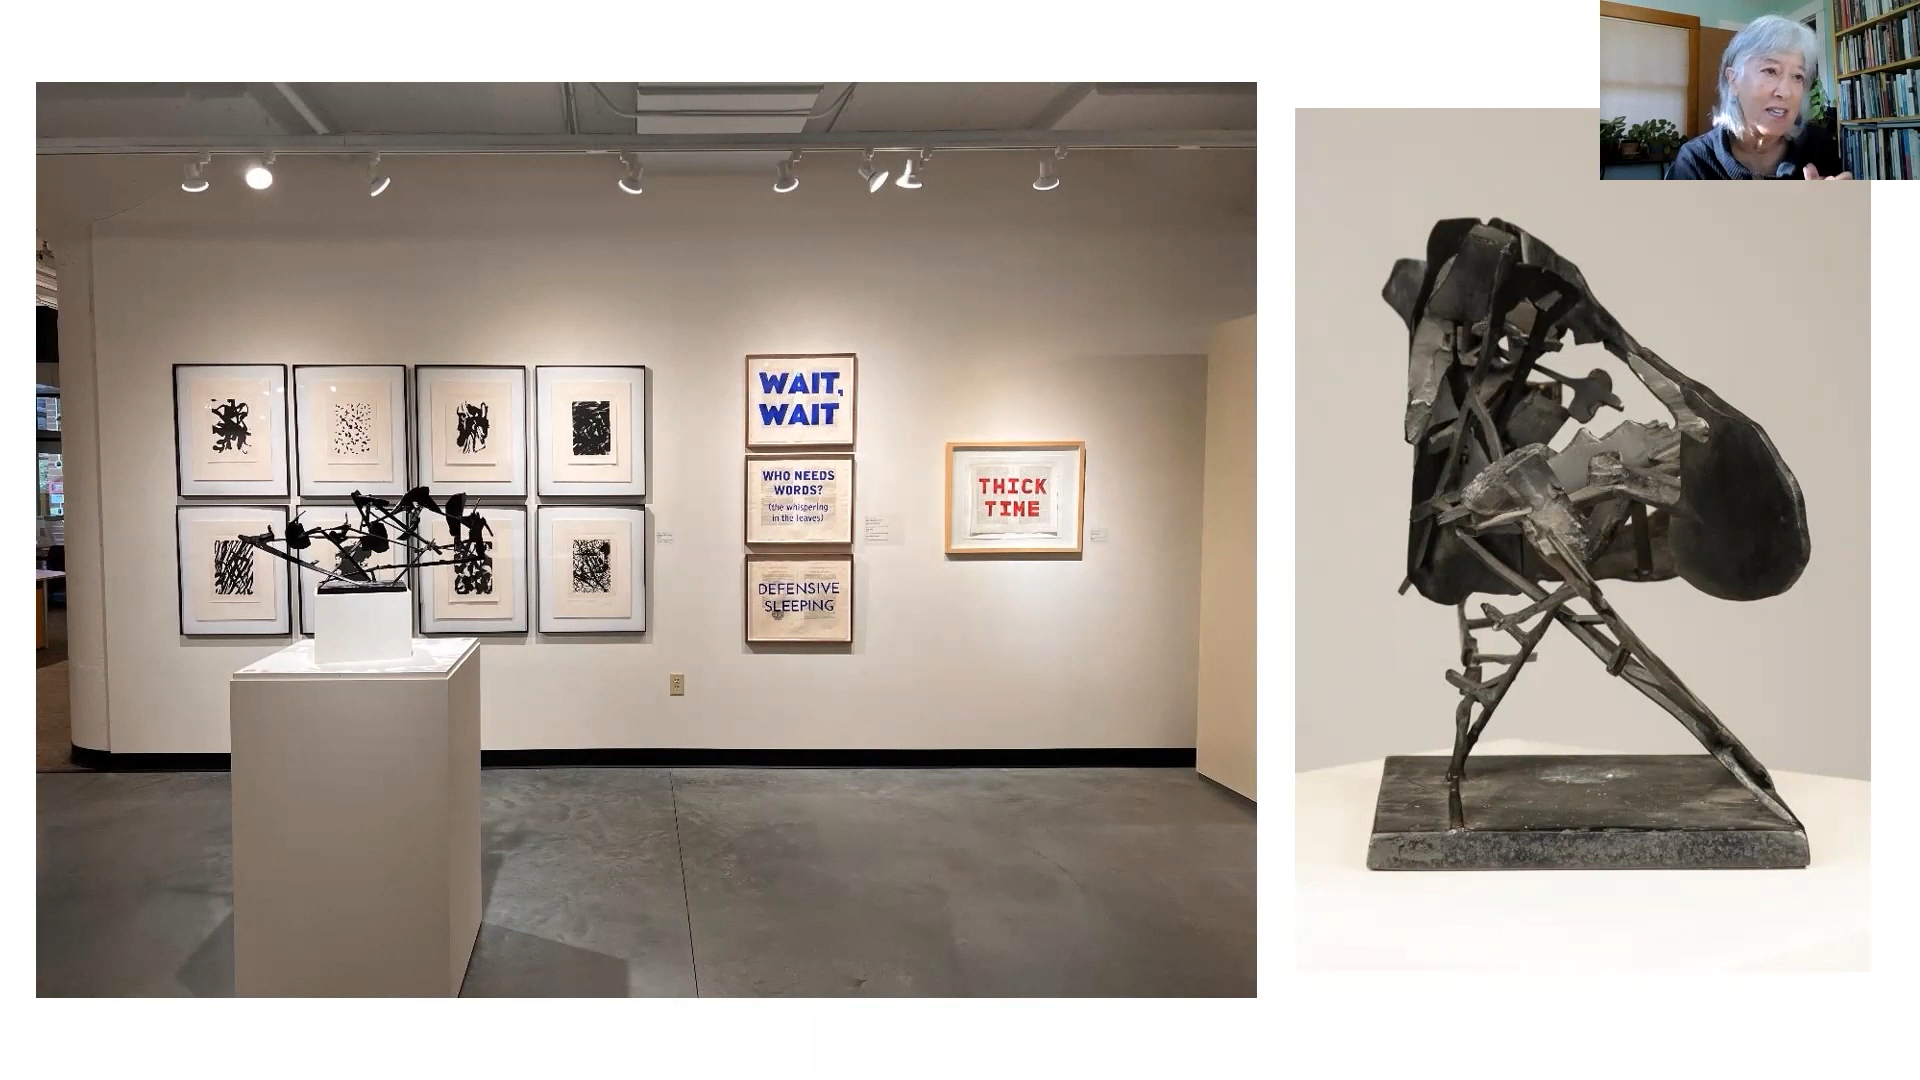 WAIT,
WAIT
WHO NEEDS
WORDS?
(the whispering
in the leaves)
DEFENSIVE
SLEEPING
THICK
TIME